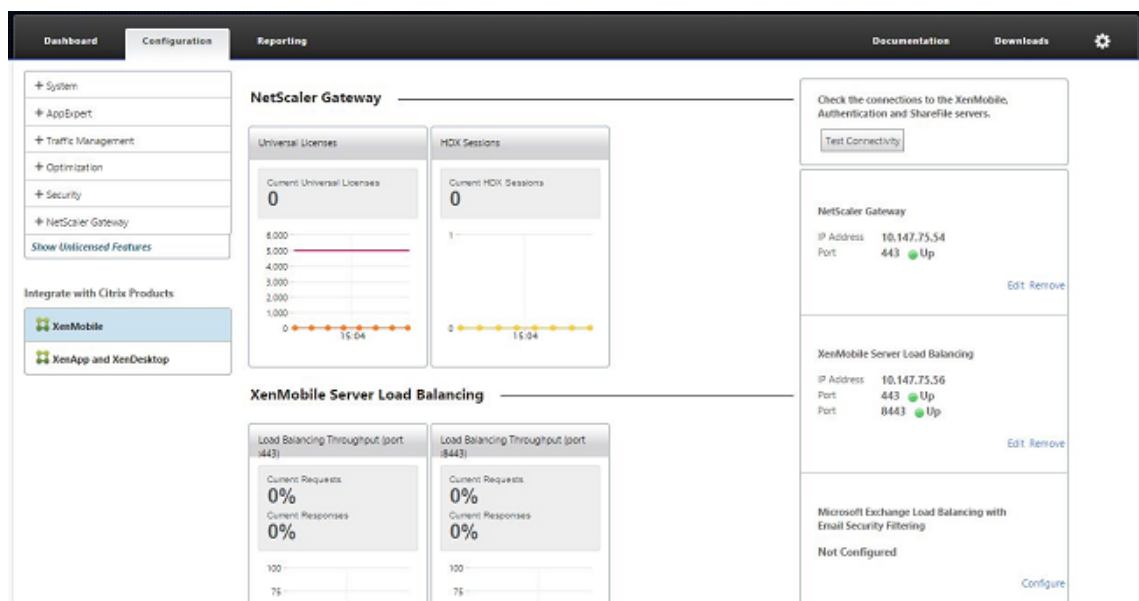 Dashboard
Configuration
Reporting
Documentation
Downloads
+ System
+ AppExpert
+ Traffic Management
+ Optimization
+ Security
+ NetScaler Gateway
Show Unlicensed Features
Integrate with Citrix Products
XenMobile
XenApp and XenDesktop
NetScaler Gateway
Universal Licenses
Current Universal Licenses
0
6,000
5,000
4,000
3,000
2,000
1,000
0
15:04
HDX Sessions
Current HDX Sessions
0
1
0
15:04
XenMobile Server Load Balancing
Load Balancing Throughput (port
:443)
Current Requests
0%
Current Responses
0%
100
75
Load Balancing Throughput (port
:8443)
Current Requests
0%
Current Responses
0%
100
75
Check the connections to the XenMobile,
Authentication and ShareFile servers.
Test Connectivity
NetScaler Gateway
IP Address 10.147.75.54
Port 443 Up
Edit Remove
XenMobile Server Load Balancing
IP Address 10.147.75.56
Port 443 Up
Port 8443 Up
Edit Remove
Microsoft Exchange Load Balancing with
Email Security Filtering
Not Configured
Configure